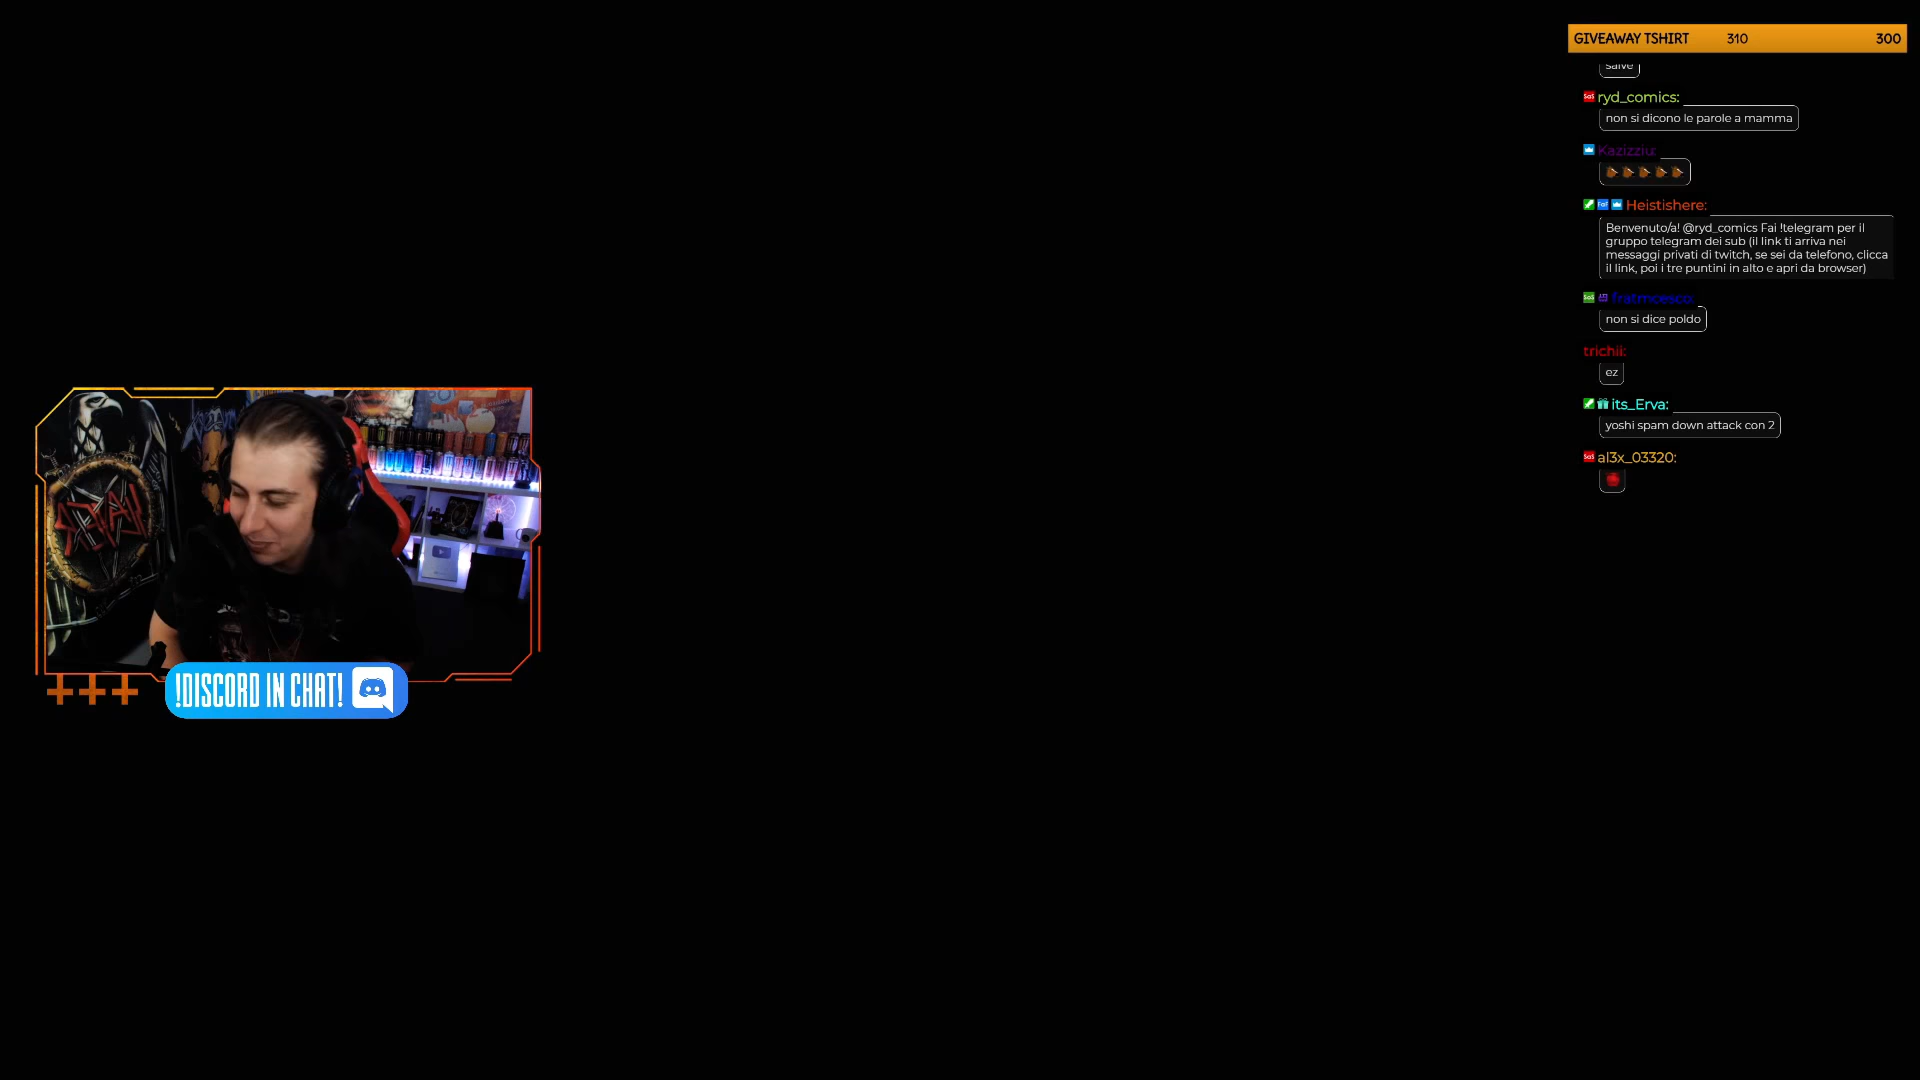 GIVEAWAY TSHIRT 310 300
salve
ryd_comics:
non si dicono le parole a mamma
Kazizziu:
Heistishere:
Benvenuto/a! @ryd_comics Fai !telegram per il
gruppo telegram dei sub (il link ti arriva nei
messaggi privati di twitch, se sei da telefono, clicca
il link, poi i tre puntini in alto e apri da browser)
fratmcesco:
non si dice poldo
trichii:
ez
its_Erva:
yoshi spam down attack con 2
al3x_03320:
!DISCORD IN CHAT!